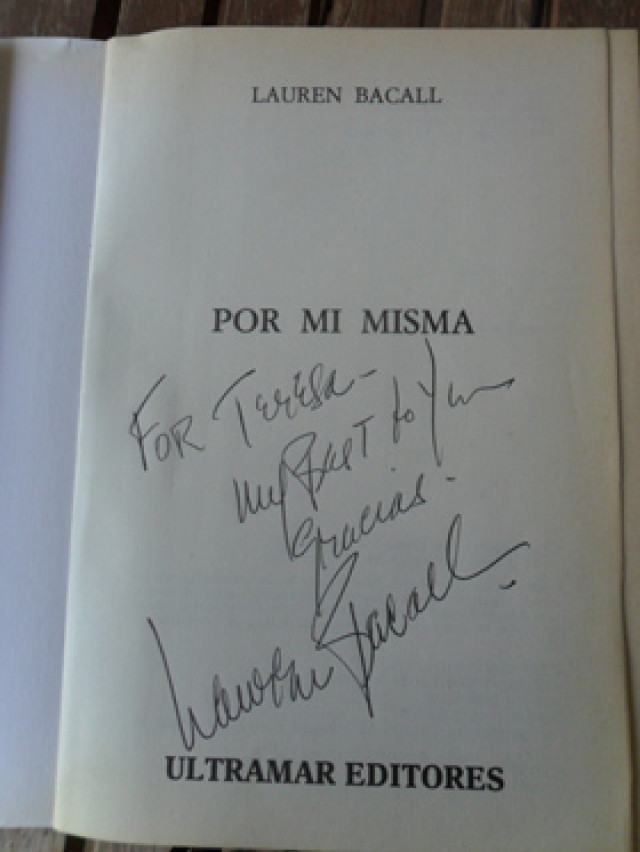 LAUREN BACALL
POR MI MISMA
FOR TERESA-
My BEST to You
Gracias-
Lauren Bacall
ULTRAMAR EDITORES